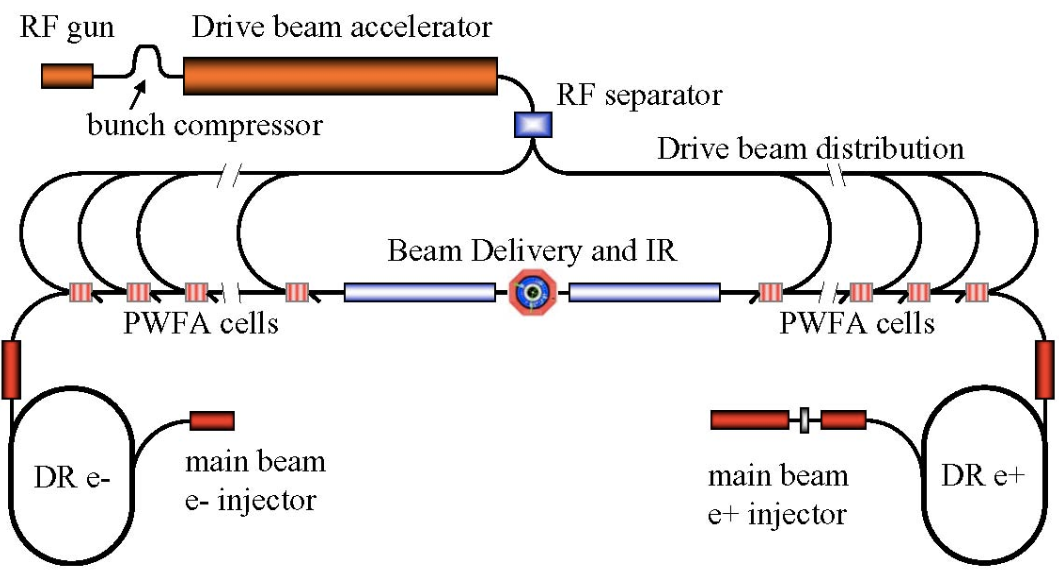 RF gun
Drive beam accelerator
bunch compressor
RF separator
Drive beam distribution
Beam Delivery and IR
PWFA cells
PWFA cells
DR e-
main beam
e- injector
main beam
e+ injector
DR e+